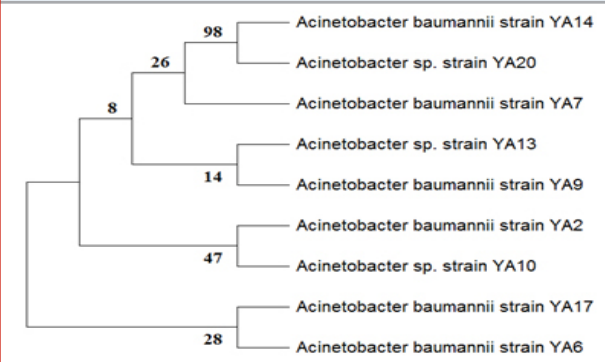 Acinetobacter baumannii strain YA14
98
Acinetobacter sp. strain YA20
26
Acinetobacter baumannii strain YA7
8
Acinetobacter sp. strain YA13
14
Acinetobacter baumannii strain YA9
Acinetobacter baumannii strain YA2
47
Acinetobacter sp. strain YA10
Acinetobacter baumannii strain YA17
28
Acinetobacter baumannii strain YA6